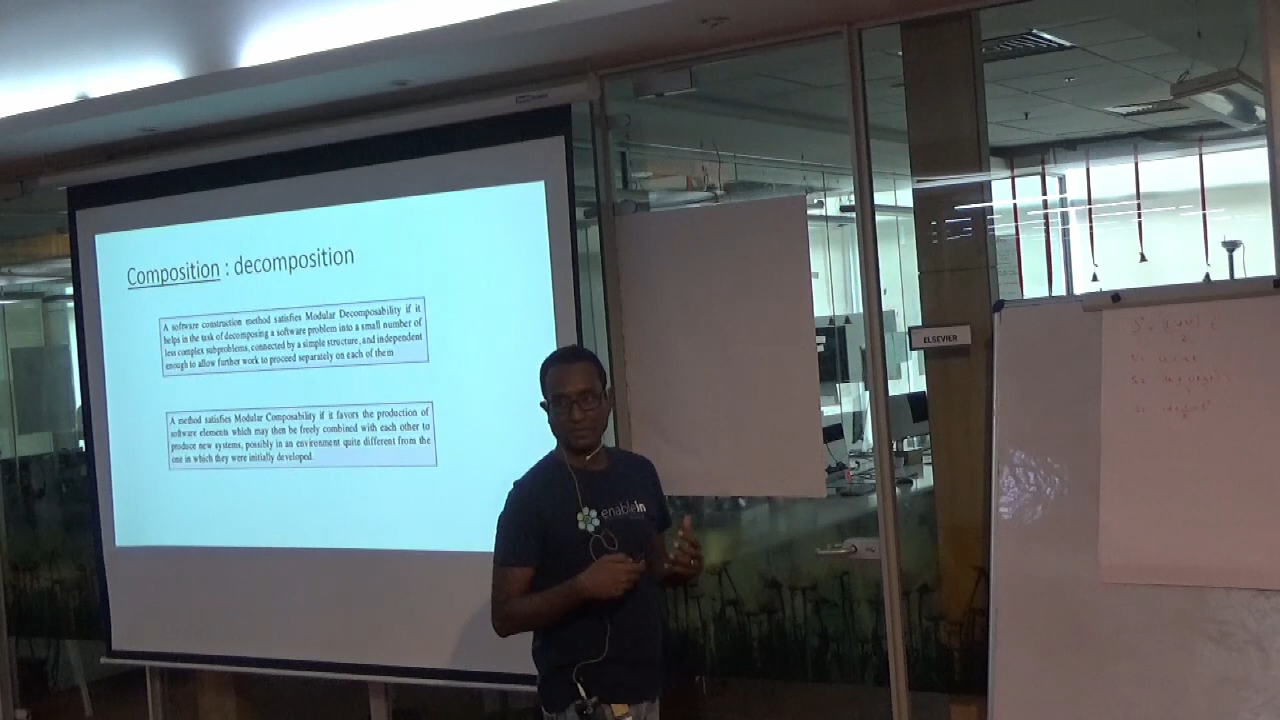 Composition : decomposition
A software construction method satisfies Modular Decomposability if it
helps in the task of decomposing a software problem into a small number of
less complex subproblems, connected by a simple structure, and independent
enough to allow further work to proceed separately on each of them
A method satisfies Modular Composability if it favors the production of
software elements which may then be freely combined with each other to
produce new systems, possibly in an environment quite different from the
one in which they were initially developed.
enableIn
ELSEVIER